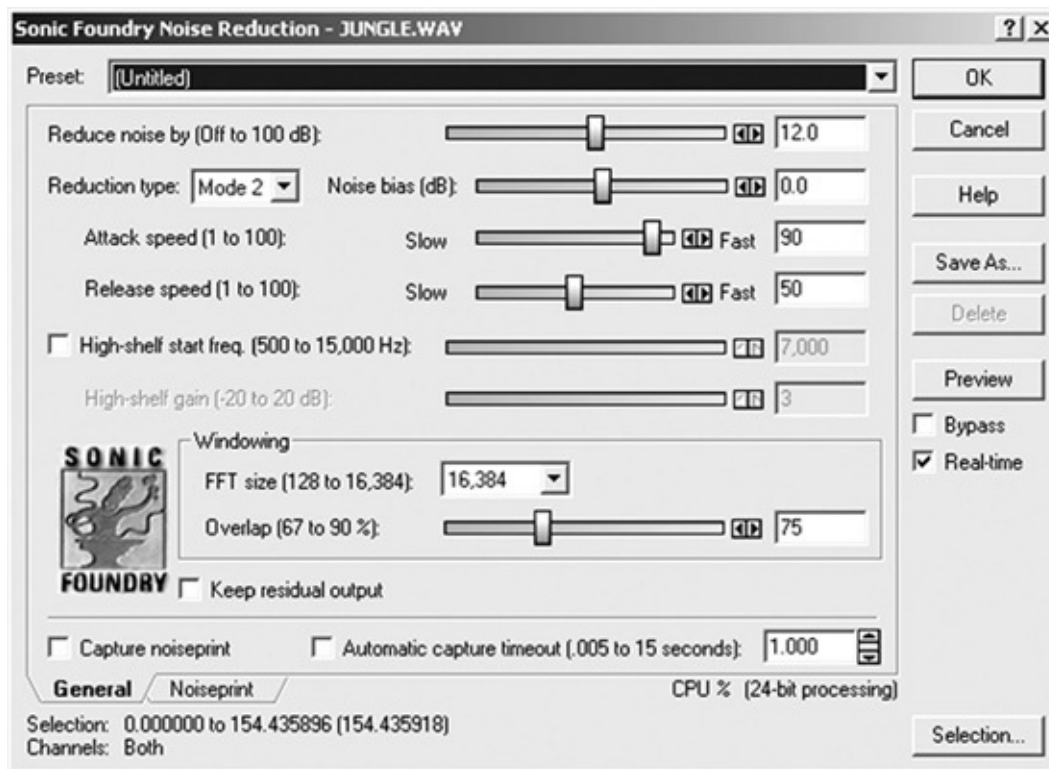 Sonic Foundry Noise Reduction - JUNGLE.WAV
Preset: (Untitled)
OK
Reduce noise by (Off to 100 dB): 12.0
Cancel
Reduction type: Mode 2 Noise bias (dB): 0.0
Help
Attack speed (1 to 100): Slow Fast 90
Save As...
Release speed (1 to 100): Slow Fast 50
Delete
High-shelf start freq. (500 to 15,000 Hz): 7,000
Preview
High-shelf gain (-20 to 20 dB): 3
Bypass
Real-time
SONIC
FOUNDRY
Windowing
FFT size (128 to 16,384): 16,384
Overlap (67 to 90 %): 75
Keep residual output
Capture noiseprint Automatic capture timeout (.005 to 15 seconds): 1.000
General Noiseprint CPU % (24-bit processing)
Selection: 0.000000 to 154.435896 (154.435918)
Channels: Both
Selection...